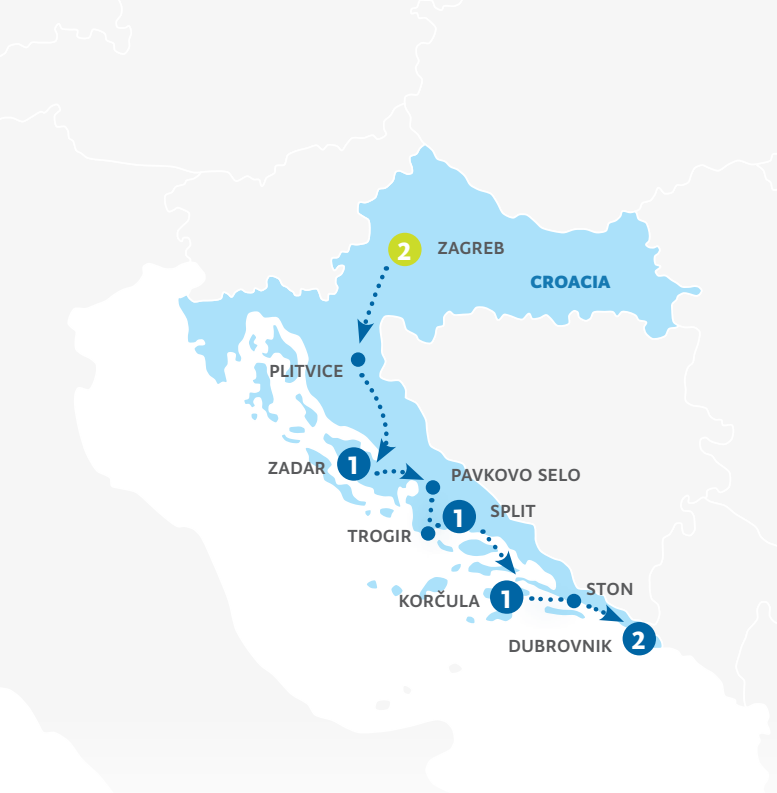 2 ZAGREB
CROACIA
PLITVICE
ZADAR 1
PAVKOVO SELO
1 SPLIT
TROGIR
STON
KORČULA 1
DUBROVNIK 2